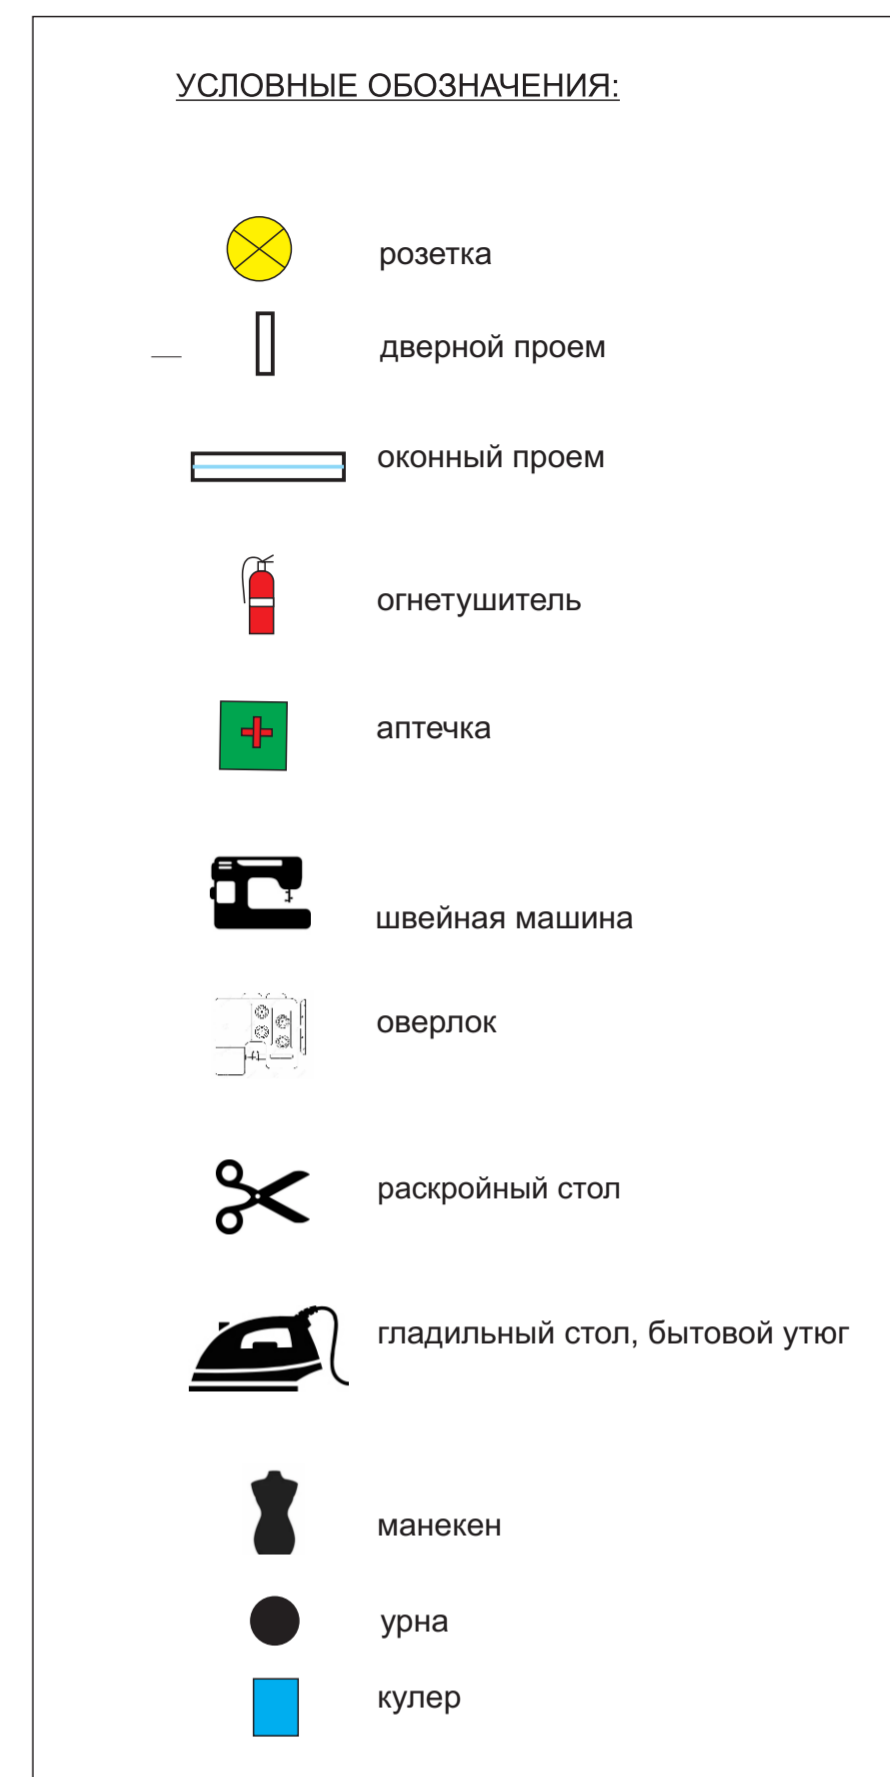 УСЛОВНЫЕ ОБОЗНАЧЕНИЯ:
розетка
дверной проем
оконный проем
огнетушитель
аптечка
швейная машина
оверлок
раскройный стол
гладильный стол, бытовой утюг
манекен
урна
кулер